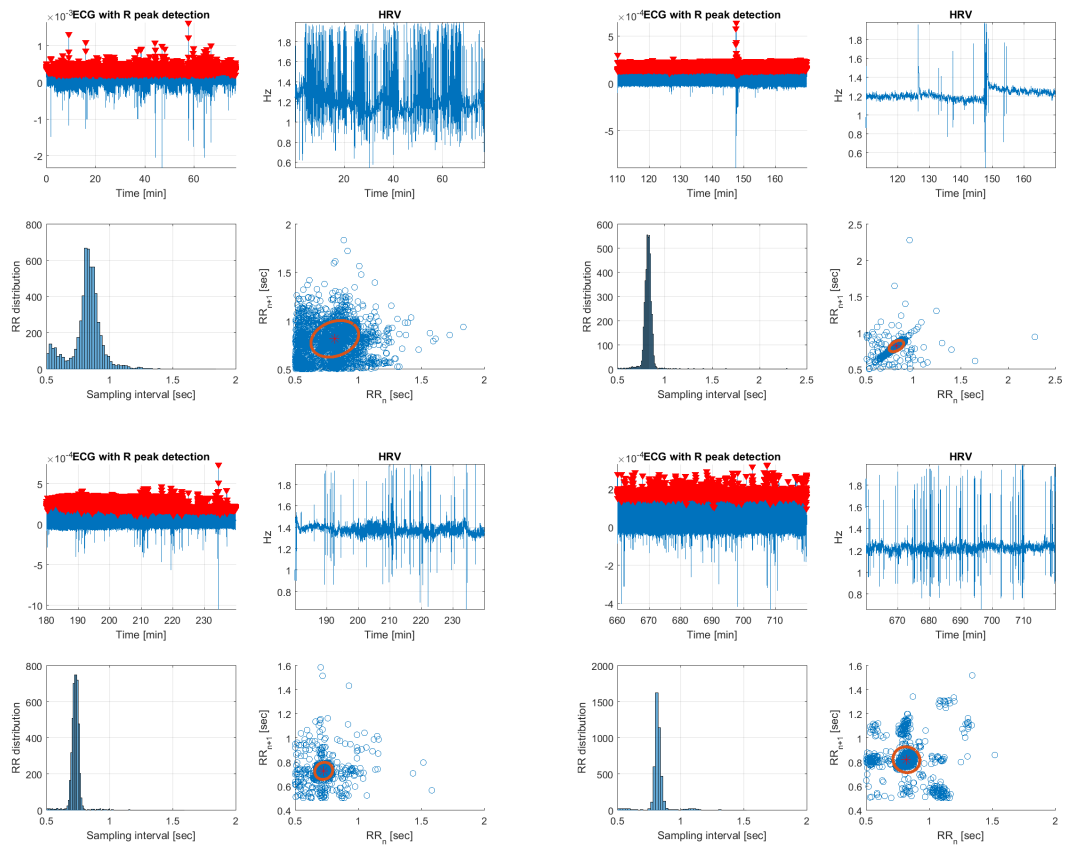 ×10⁻³ ECG with R peak detection
1
0
-1
-2
0 20 40 60
Time [min]
HRV
1.8
1.6
1.4
1.2
1
0.8
0.6
Hz
20 40 60
Time [min]
×10⁻⁴ ECG with R peak detection
5
0
-5
110 120 130 140 150 160
Time [min]
HRV
1.8
1.6
1.4
1.2
1
0.8
0.6
Hz
120 130 140 150 160
Time [min]
800
600
400
200
0
RR distribution
0.5 1 1.5 2
Sampling interval [sec]
2
1.5
1
0.5
RRₙ₊₁ [sec]
0.5 1 1.5 2
RRₙ [sec]
600
500
400
300
200
100
0
RR distribution
0.5 1 1.5 2 2.5
Sampling interval [sec]
2.5
2
1.5
1
0.5
RRₙ₊₁ [sec]
0.5 1 1.5 2 2.5
RRₙ [sec]
×10⁻⁴ ECG with R peak detection
5
0
-5
-10
180 190 200 210 220 230
Time [min]
HRV
1.8
1.6
1.4
1.2
1
0.8
Hz
190 200 210 220 230
Time [min]
×10⁻⁴ ECG with R peak detection
2
0
-2
-4
660 670 680 690 700 710
Time [min]
HRV
1.8
1.6
1.4
1.2
1
0.8
Hz
670 680 690 700 710
Time [min]
800
600
400
200
0
RR distribution
0.5 1 1.5 2
Sampling interval [sec]
1.6
1.4
1.2
1
0.8
0.6
0.4
RRₙ₊₁ [sec]
0.5 1 1.5 2
RRₙ [sec]
2000
1500
1000
500
0
RR distribution
0.5 1 1.5 2
Sampling interval [sec]
1.6
1.4
1.2
1
0.8
0.6
0.4
RRₙ₊₁ [sec]
0.5 1 1.5 2
RRₙ [sec]